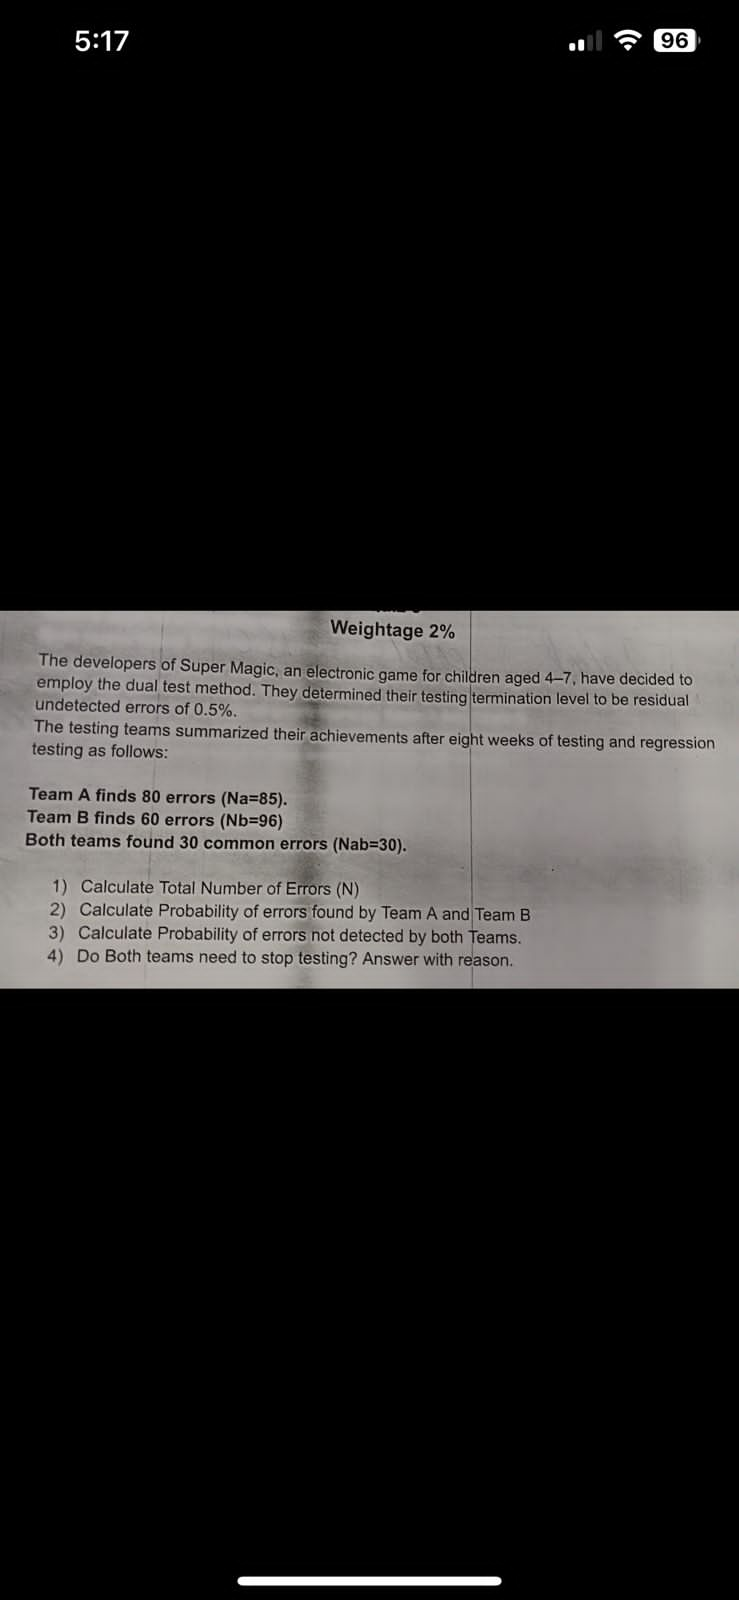 5:17
96
Weightage 2%
The developers of Super Magic, an electronic game for children aged 4–7, have decided to
employ the dual test method. They determined their testing termination level to be residual
undetected errors of 0.5%.
The testing teams summarized their achievements after eight weeks of testing and regression
testing as follows:
Team A finds 80 errors (Na=85).
Team B finds 60 errors (Nb=96)
Both teams found 30 common errors (Nab=30).
1) Calculate Total Number of Errors (N)
2) Calculate Probability of errors found by Team A and Team B
3) Calculate Probability of errors not detected by both Teams.
4) Do Both teams need to stop testing? Answer with reason.